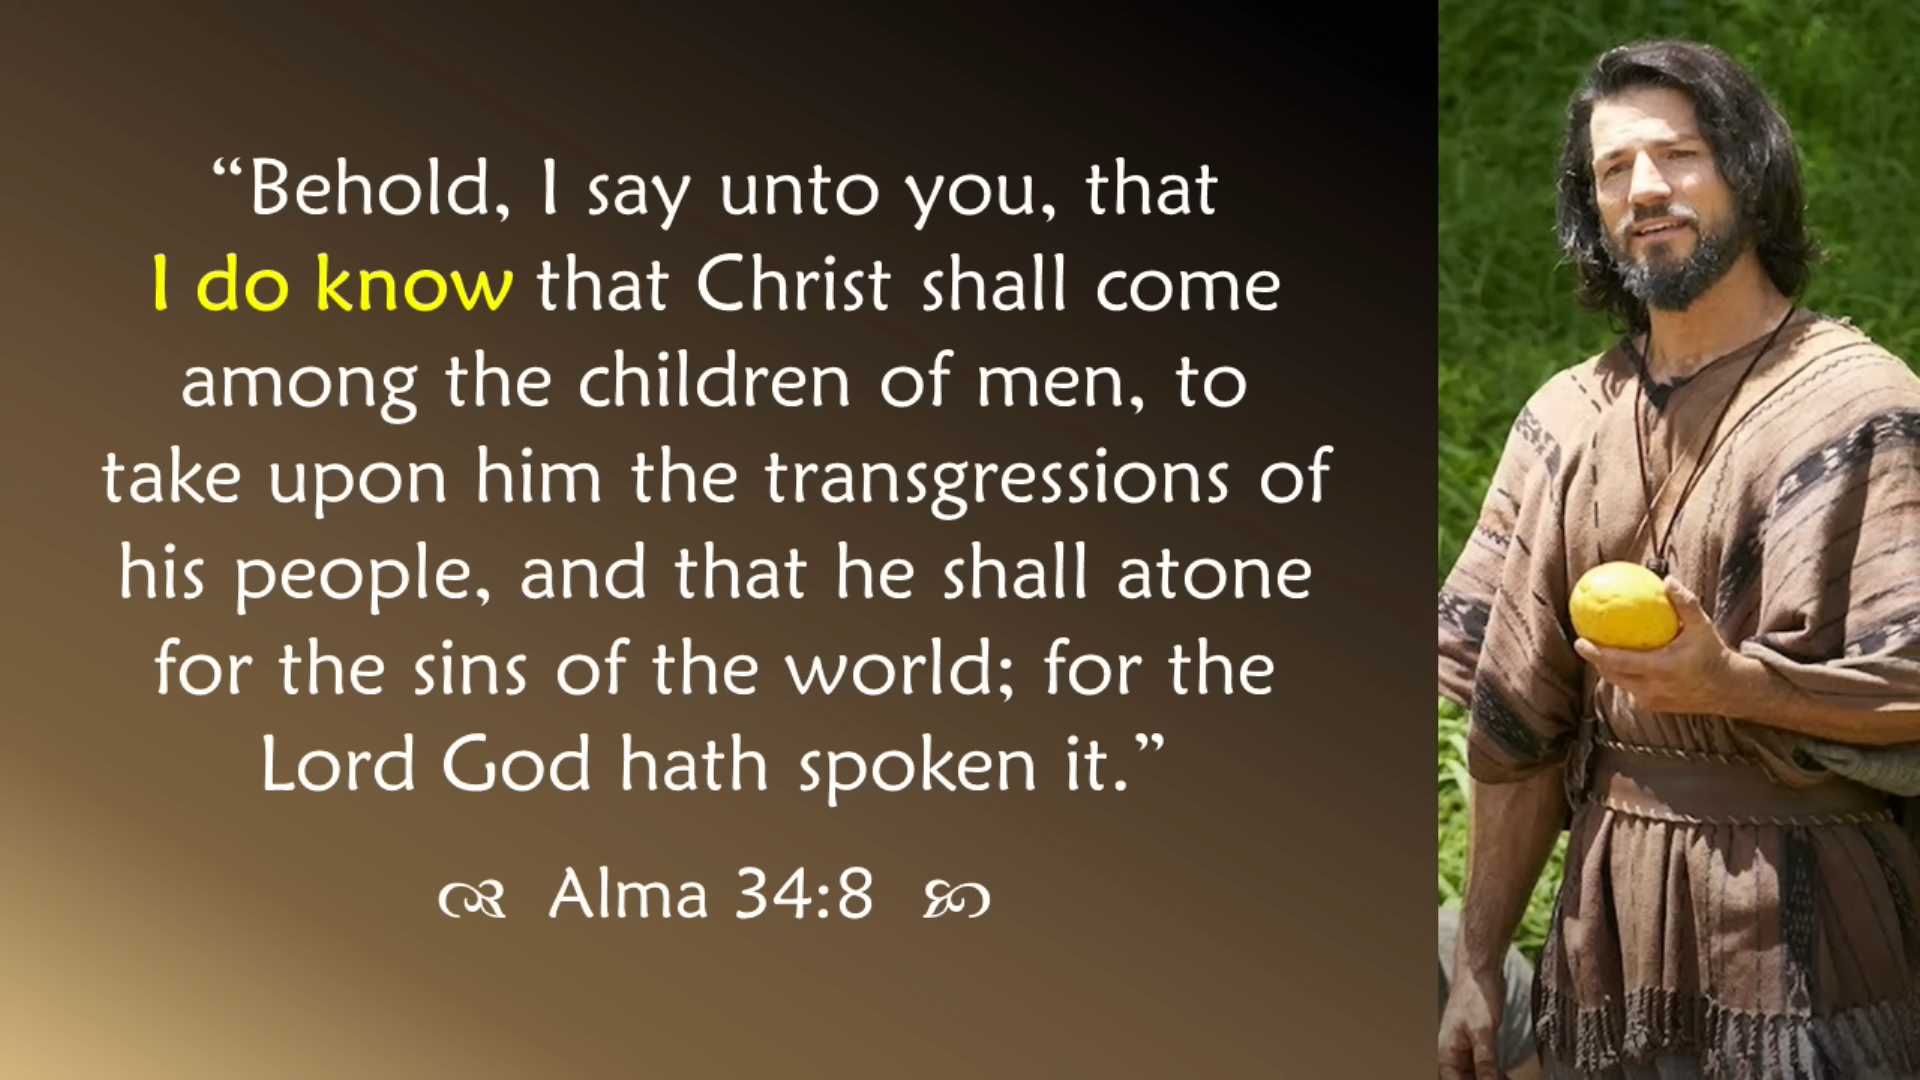 “Behold, I say unto you, that
I do know that Christ shall come
among the children of men, to
take upon him the transgressions of
his people, and that he shall atone
for the sins of the world; for the
Lord God hath spoken it.”
Alma 34:8